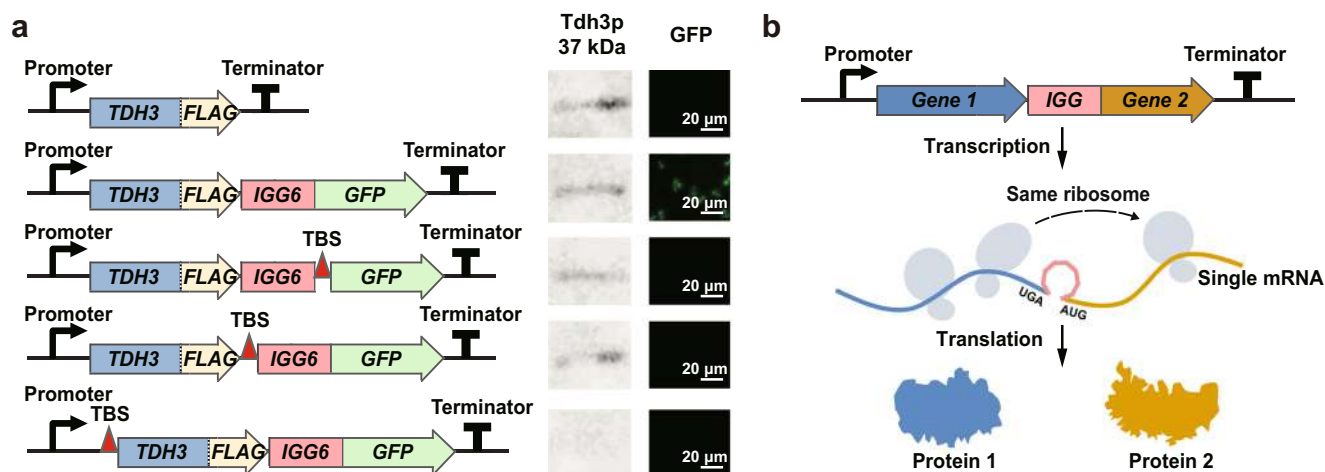 a
Tdh3p
37 kDa
GFP
Promoter
Terminator
TDH3
FLAG
20 µm
Promoter
Terminator
TDH3
FLAG
IGG6
GFP
20 µm
Promoter
TBS
Terminator
TDH3
FLAG
IGG6
GFP
20 µm
Promoter
TBS
Terminator
TDH3
FLAG
IGG6
GFP
20 µm
Promoter
TBS
Terminator
TDH3
FLAG
IGG6
GFP
20 µm
b
Promoter
Terminator
Gene 1
IGG
Gene 2
Transcription
Same ribosome
UGA
AUG
Single mRNA
Translation
Protein 1
Protein 2